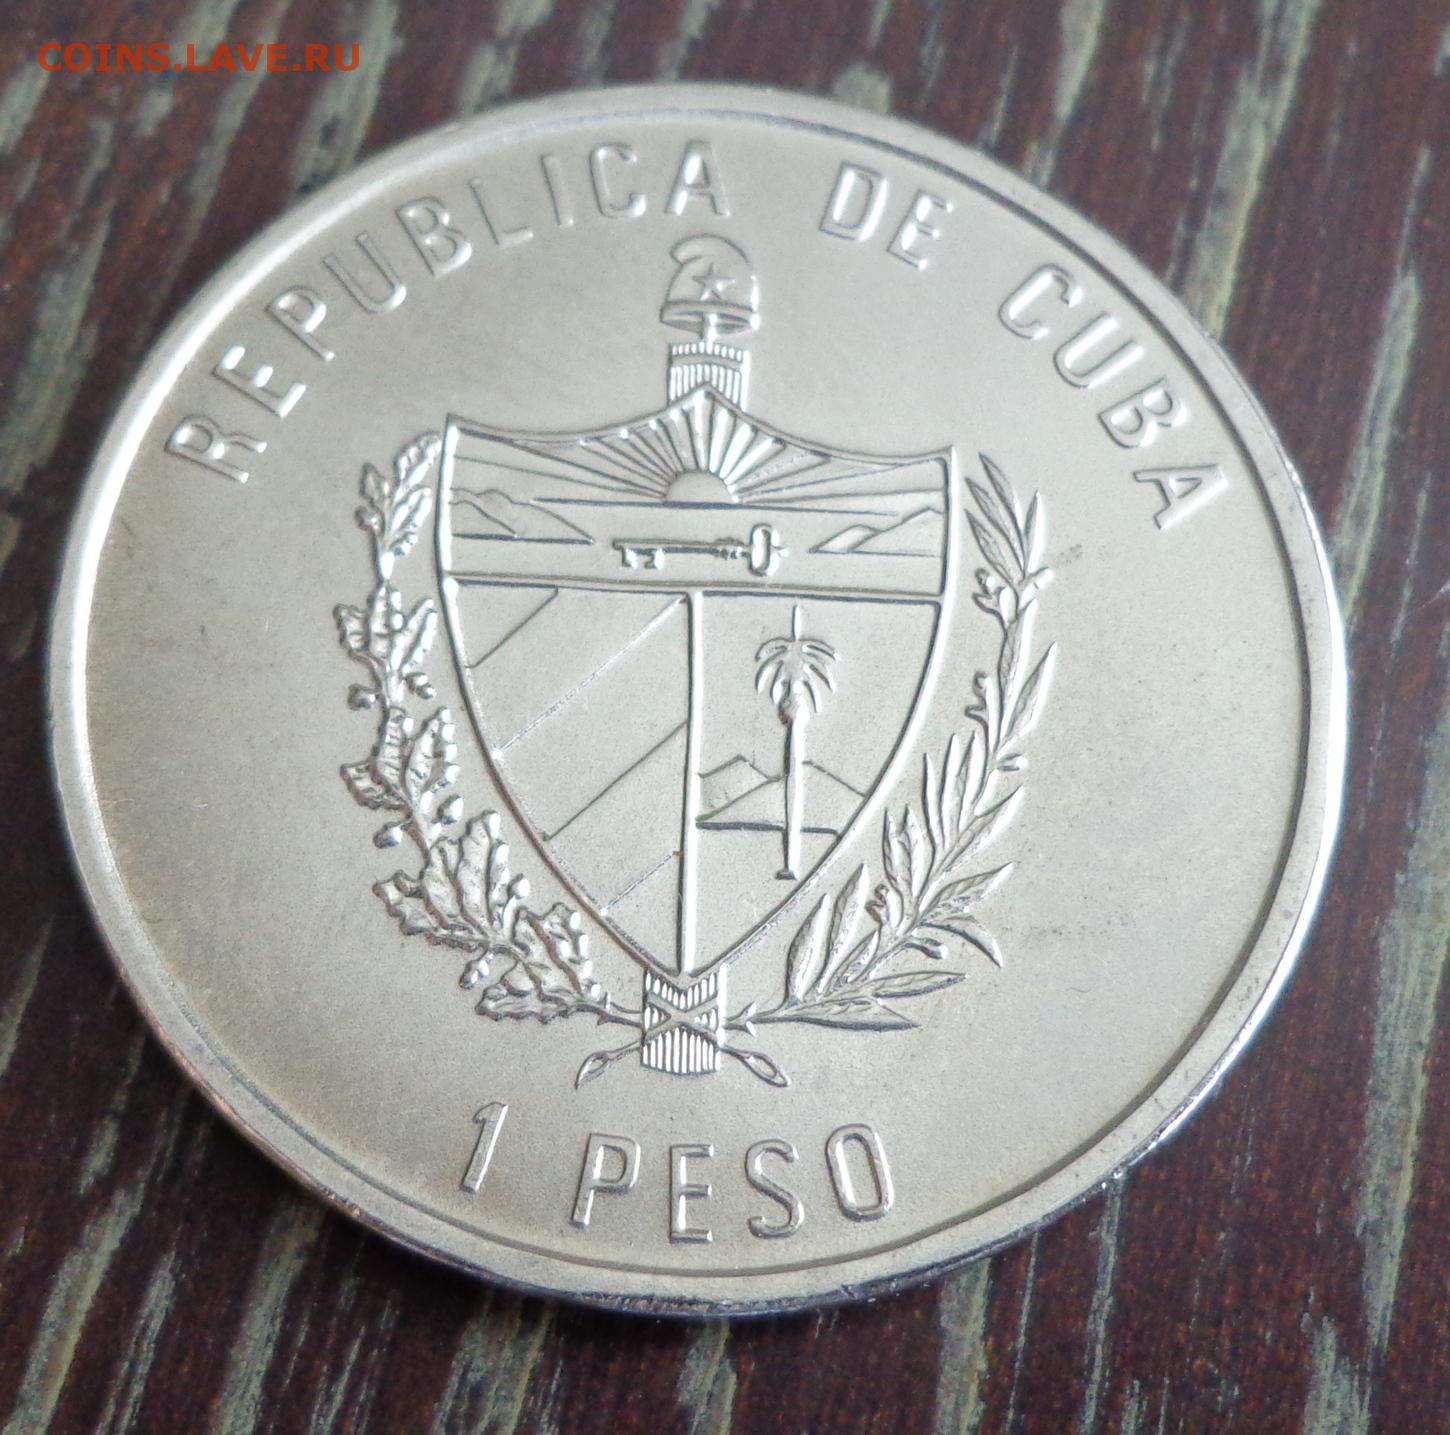 COINS.LAVE.RU
REPUBLICA DE CUBA
1 PESO